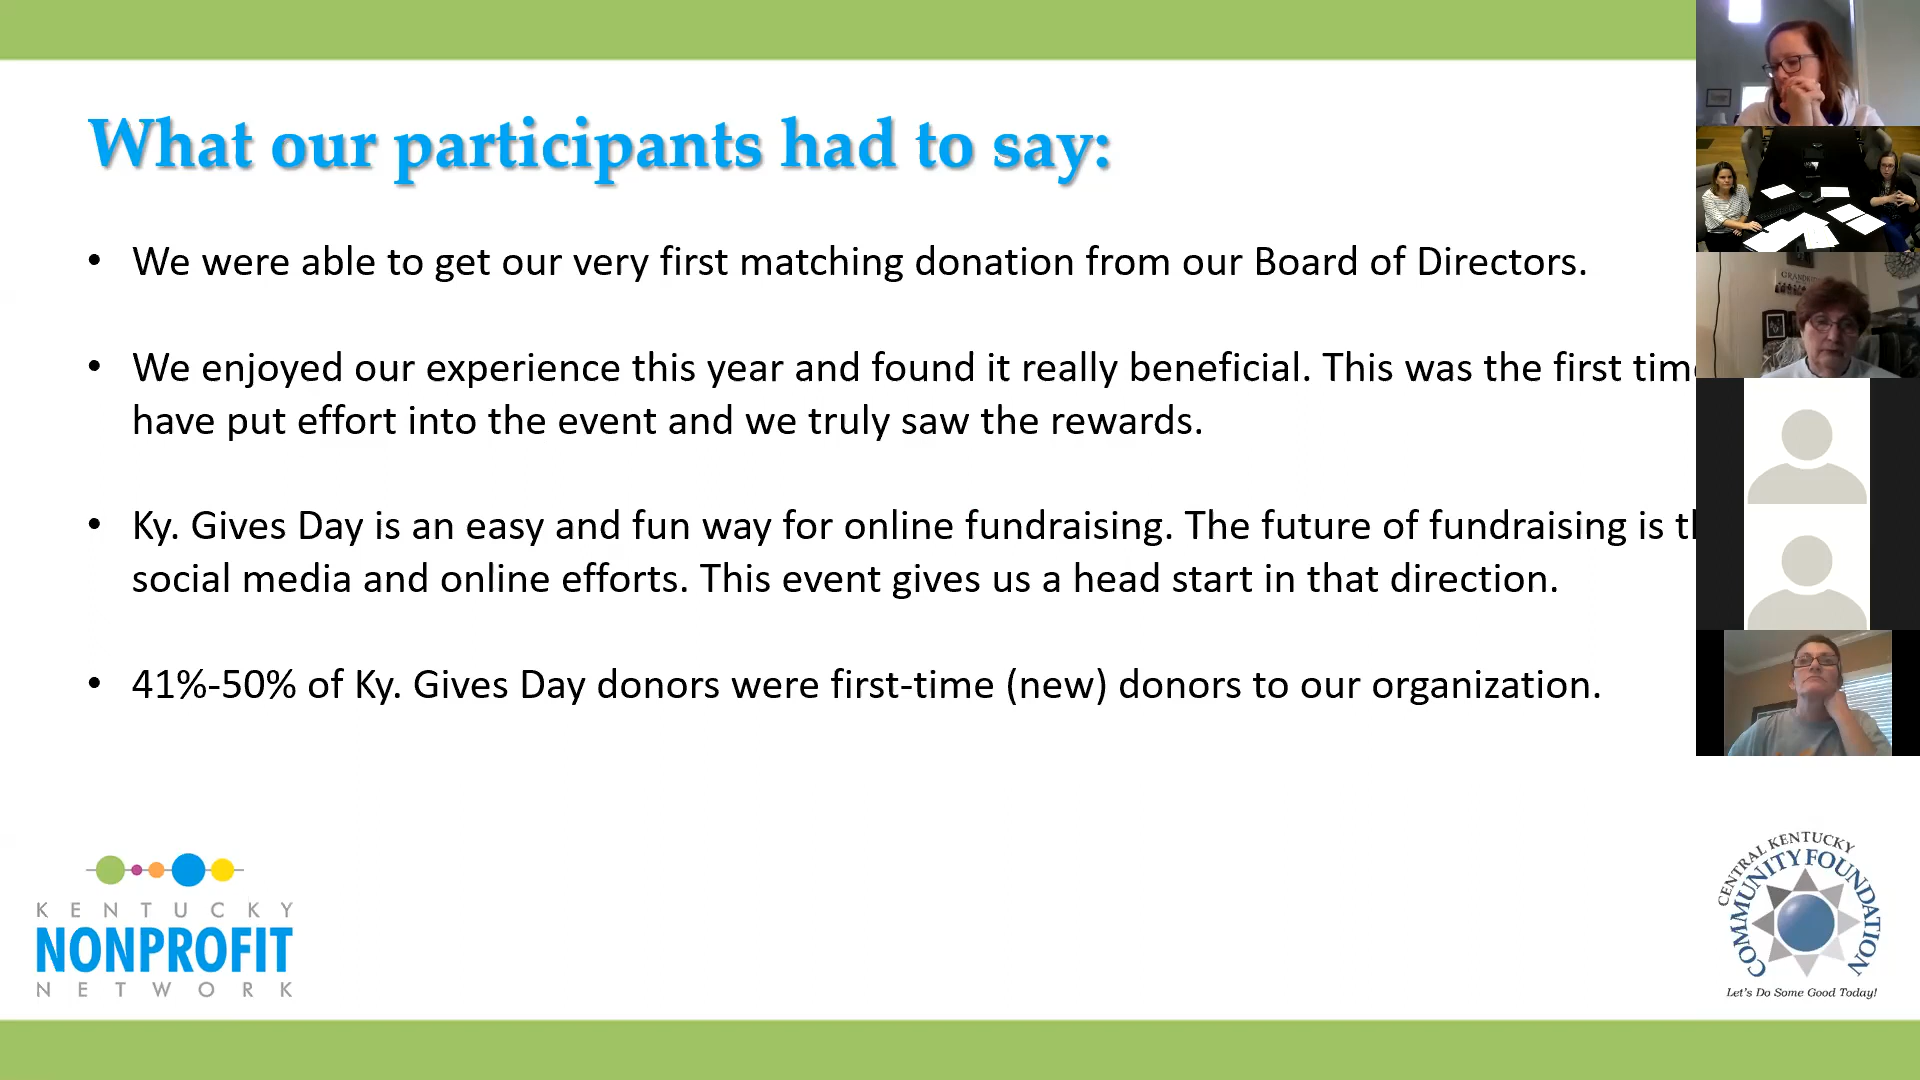 What our participants had to say:
• We were able to get our very first matching donation from our Board of Directors.
• We enjoyed our experience this year and found it really beneficial. This was the first
have put effort into the event and we truly saw the rewards.
• Ky. Gives Day is an easy and fun way for online fundraising. The future of fundraising is
social media and online efforts. This event gives us a head start in that direction.
• 41%-50% of Ky. Gives Day donors were first-time (new) donors to our organization.
KENTUCKY
NONPROFIT
NETWORK
CENTRAL KENTUCKY
COMMUNITY FOUNDATION
Let's Do Some Good Today!